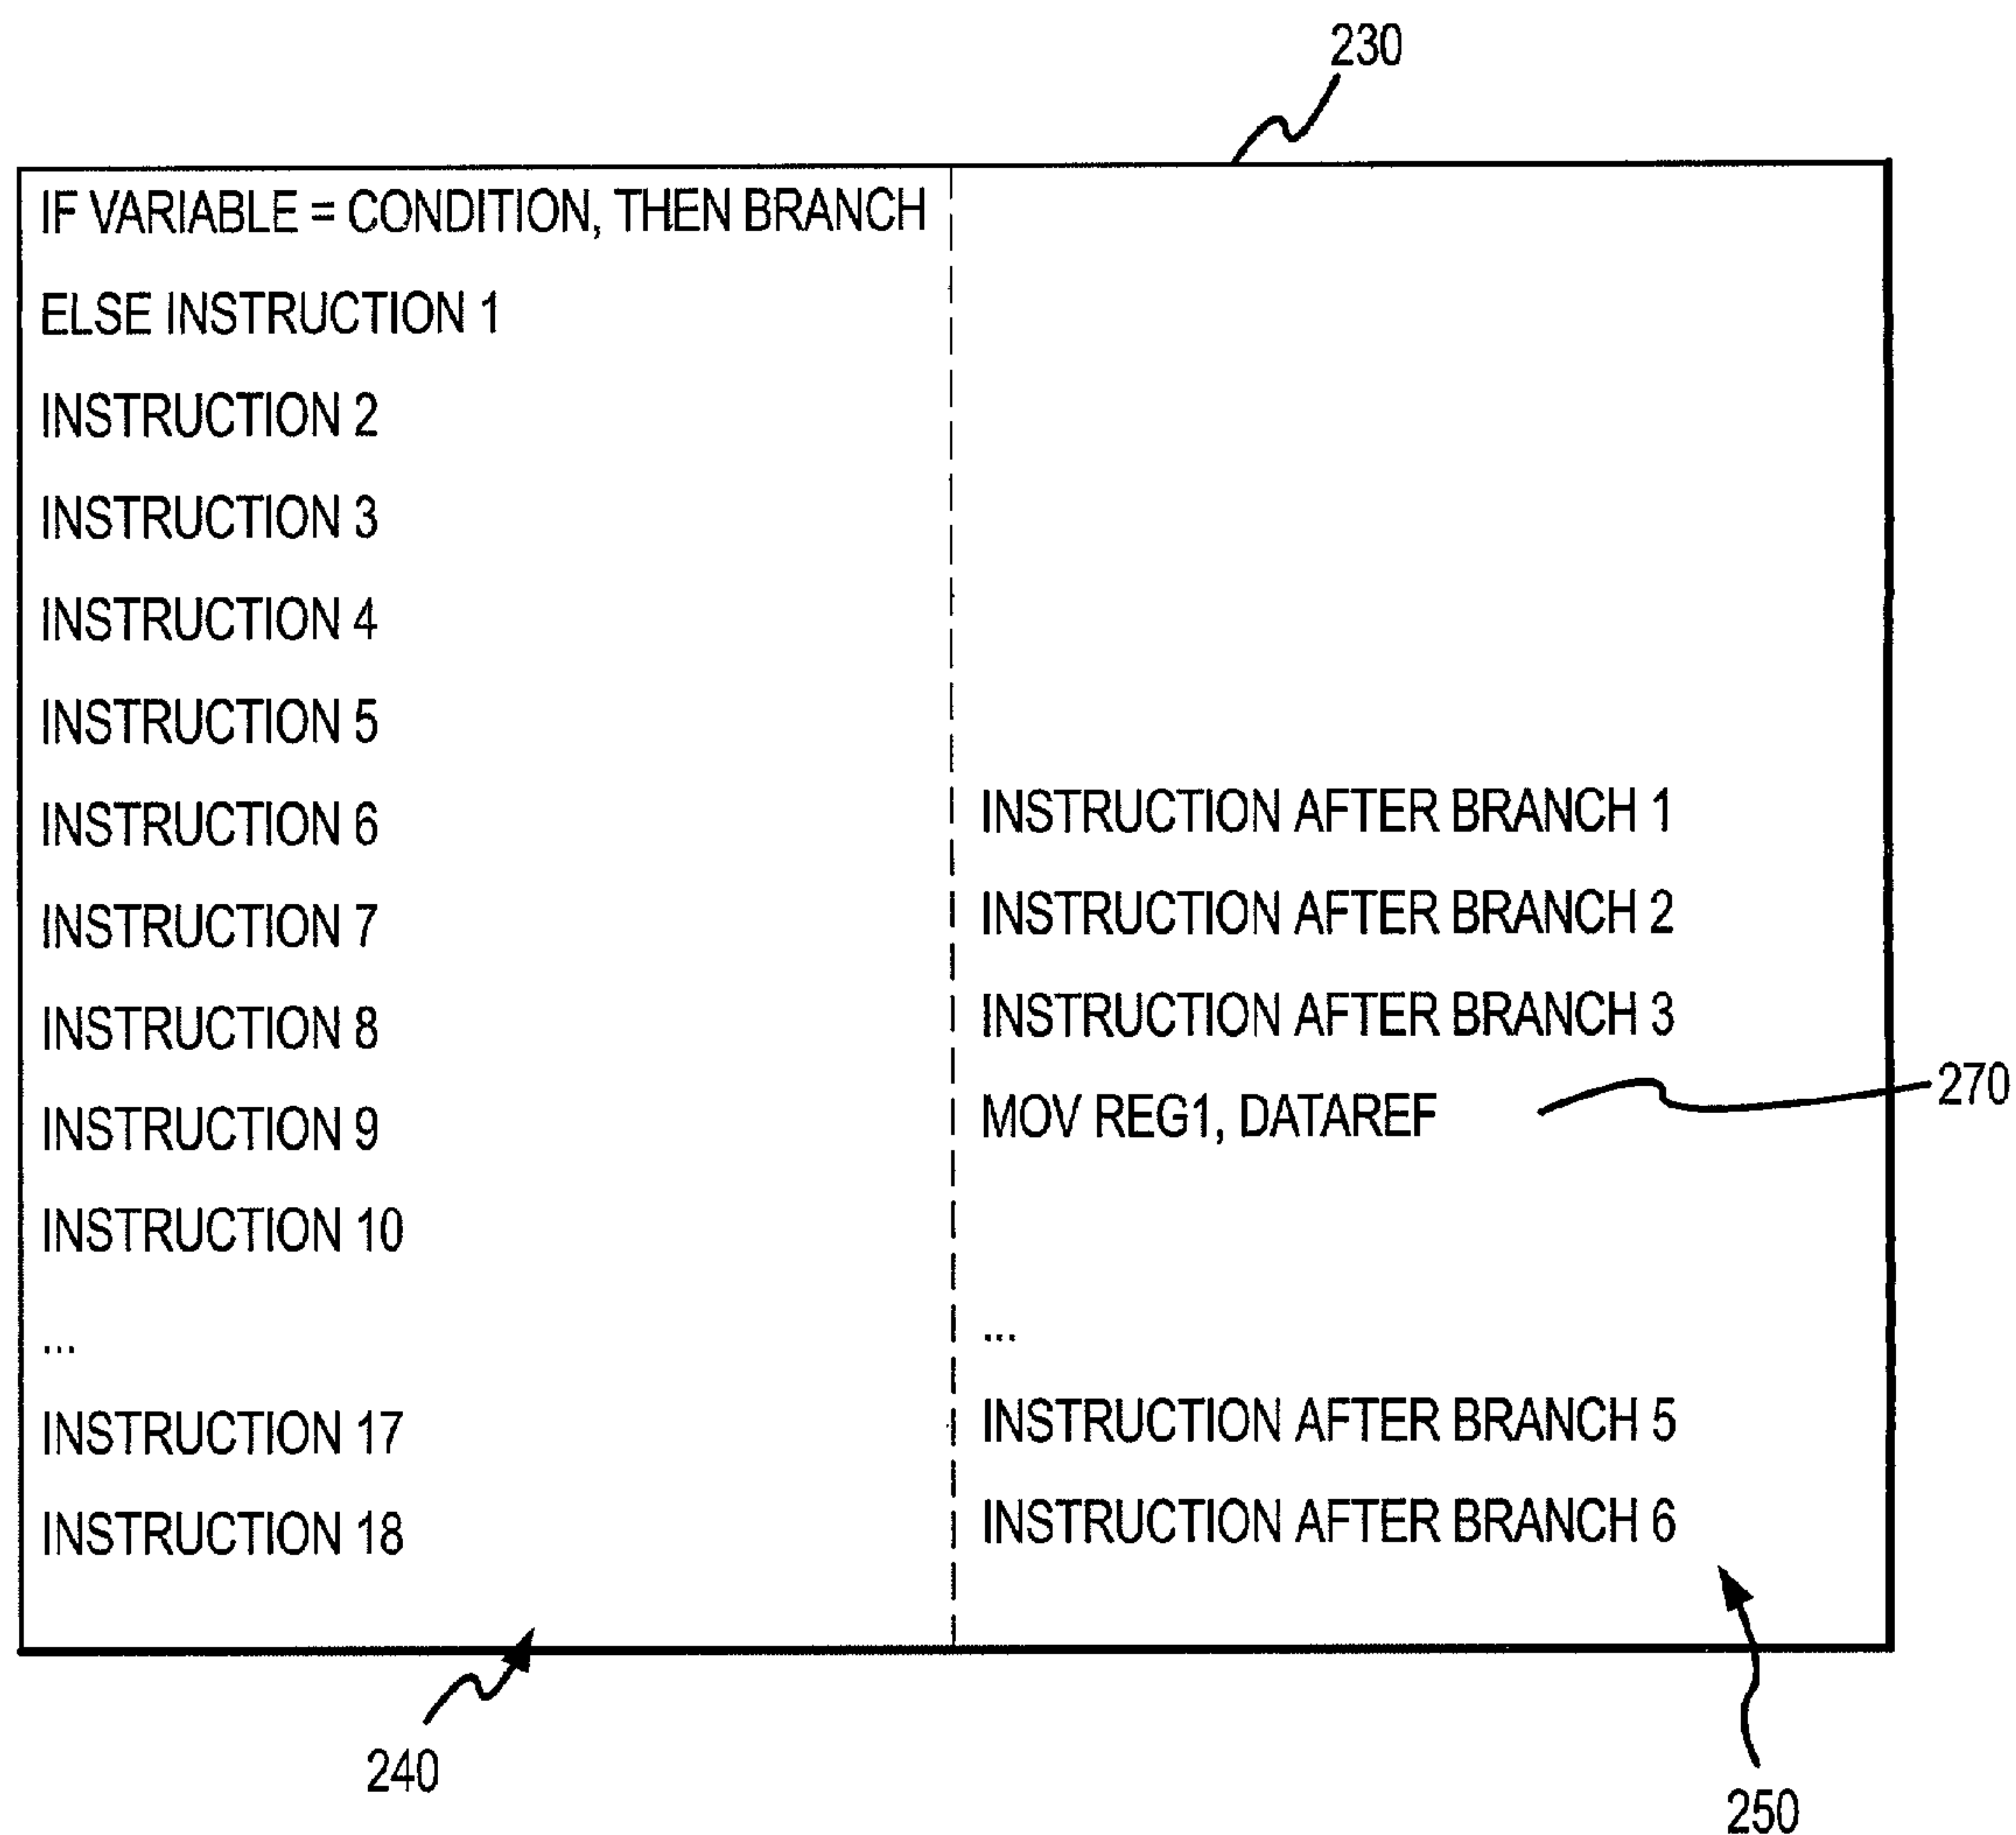 230
IF VARIABLE = CONDITION, THEN BRANCH
ELSE INSTRUCTION 1
INSTRUCTION 2
INSTRUCTION 3
INSTRUCTION 4
INSTRUCTION 5
INSTRUCTION 6
INSTRUCTION 7
INSTRUCTION 8
INSTRUCTION 9
INSTRUCTION 10
...
INSTRUCTION 17
INSTRUCTION 18
INSTRUCTION AFTER BRANCH 1
INSTRUCTION AFTER BRANCH 2
INSTRUCTION AFTER BRANCH 3
MOV REG1, DATAREF
...
INSTRUCTION AFTER BRANCH 5
INSTRUCTION AFTER BRANCH 6
270
240
250